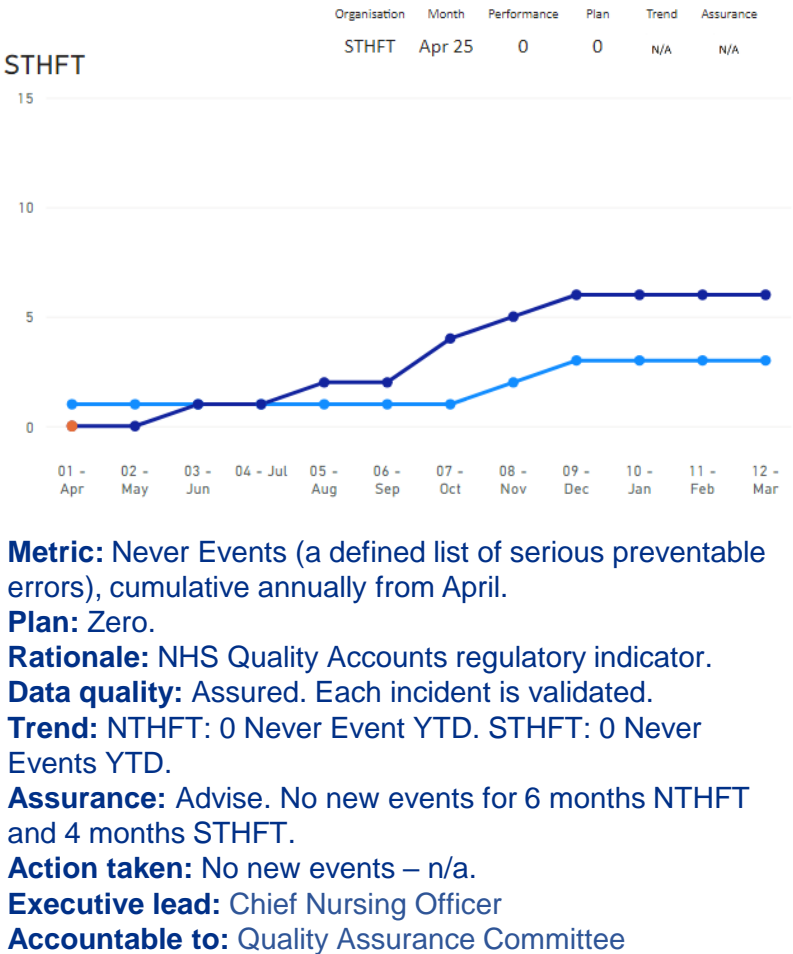 Organisation Month Performance Plan Trend Assurance
STHFT Apr 25 0 0 N/A N/A
STHFT
15
10
5
0
01 - 02 - 03 - 04 - Jul 05 - 06 - 07 - 08 - 09 - 10 - 11 - 12 -
Apr May Jun Aug Sep Oct Nov Dec Jan Feb Mar
Metric: Never Events (a defined list of serious preventable
errors), cumulative annually from April.
Plan: Zero.
Rationale: NHS Quality Accounts regulatory indicator.
Data quality: Assured. Each incident is validated.
Trend: NTHFT: 0 Never Event YTD. STHFT: 0 Never
Events YTD.
Assurance: Advise. No new events for 6 months NTHFT
and 4 months STHFT.
Action taken: No new events – n/a.
Executive lead: Chief Nursing Officer
Accountable to: Quality Assurance Committee